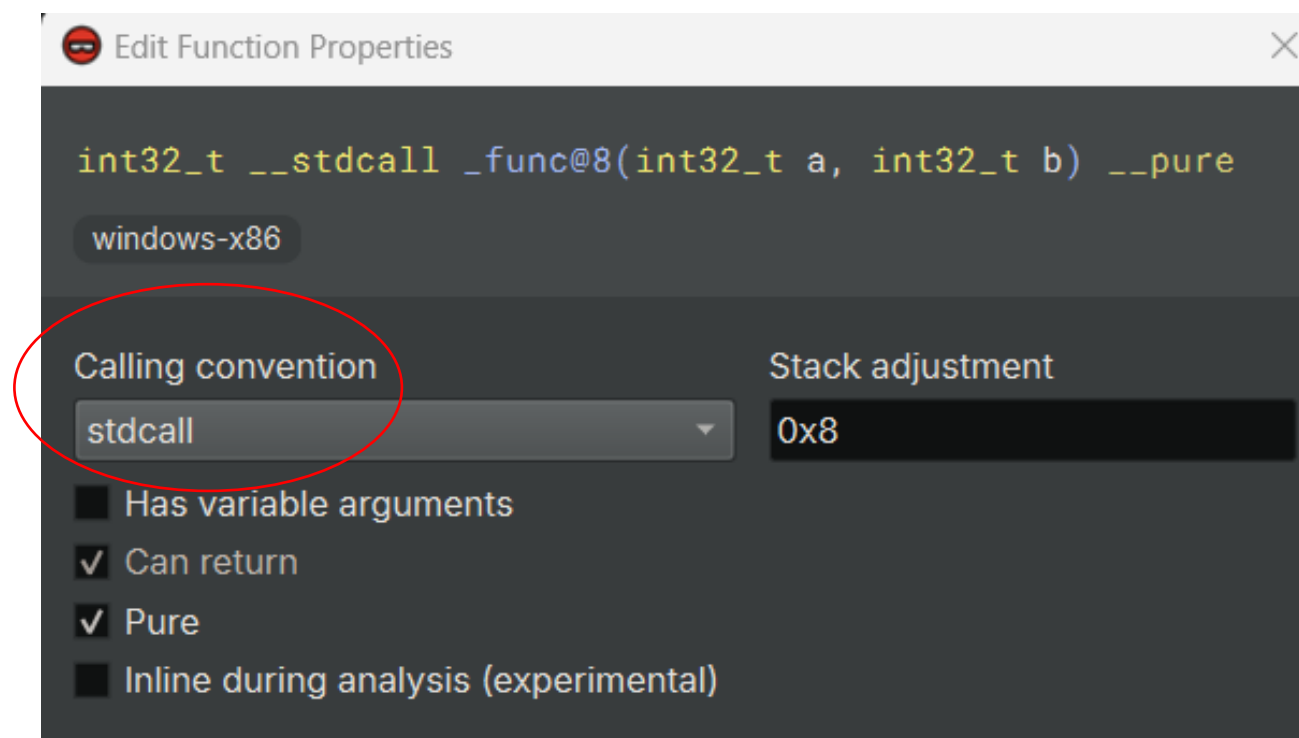 Edit Function Properties
int32_t __stdcall _func@8(int32_t a, int32_t b) __pure
windows-x86
Calling convention
Stack adjustment
stdcall
0x8
Has variable arguments
Can return
Pure
Inline during analysis (experimental)